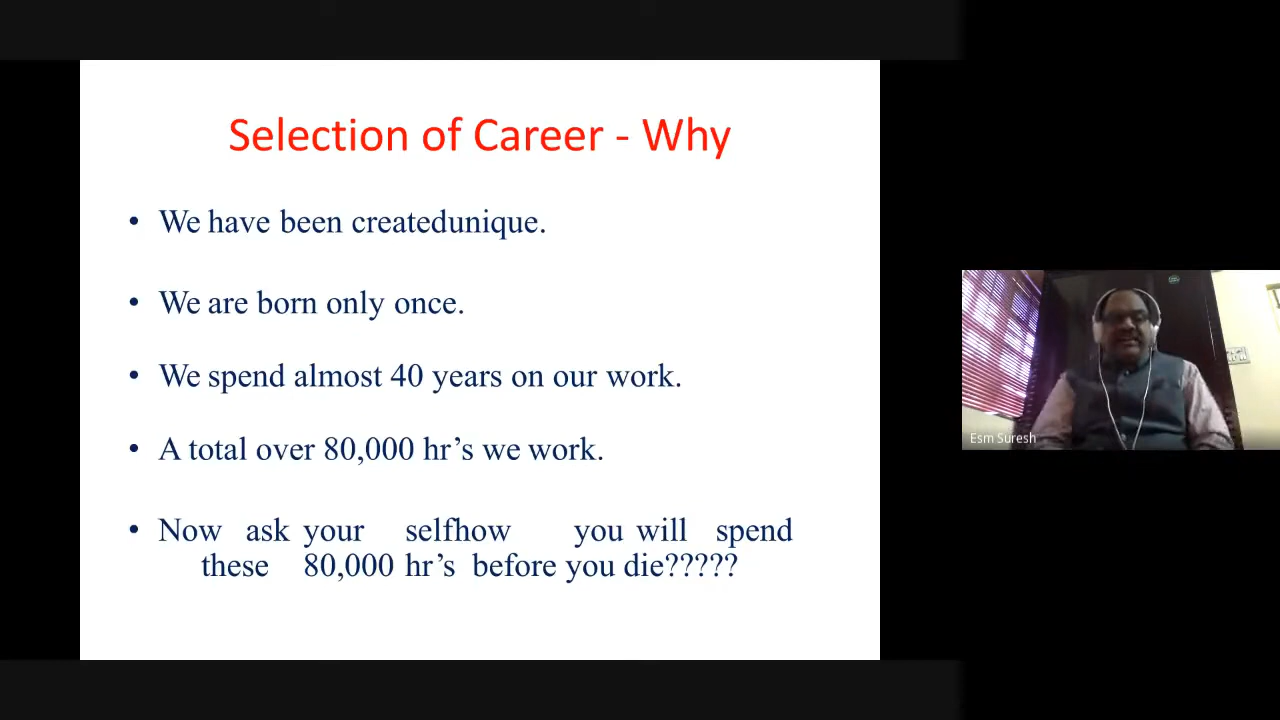 Selection of Career - Why
• We have been createdunique.
• We are born only once.
• We spend almost 40 years on our work.
• A total over 80,000 hr’s we work.
• Now ask your selfhow you will spend
these 80,000 hr’s before you die?????
Esm Suresh